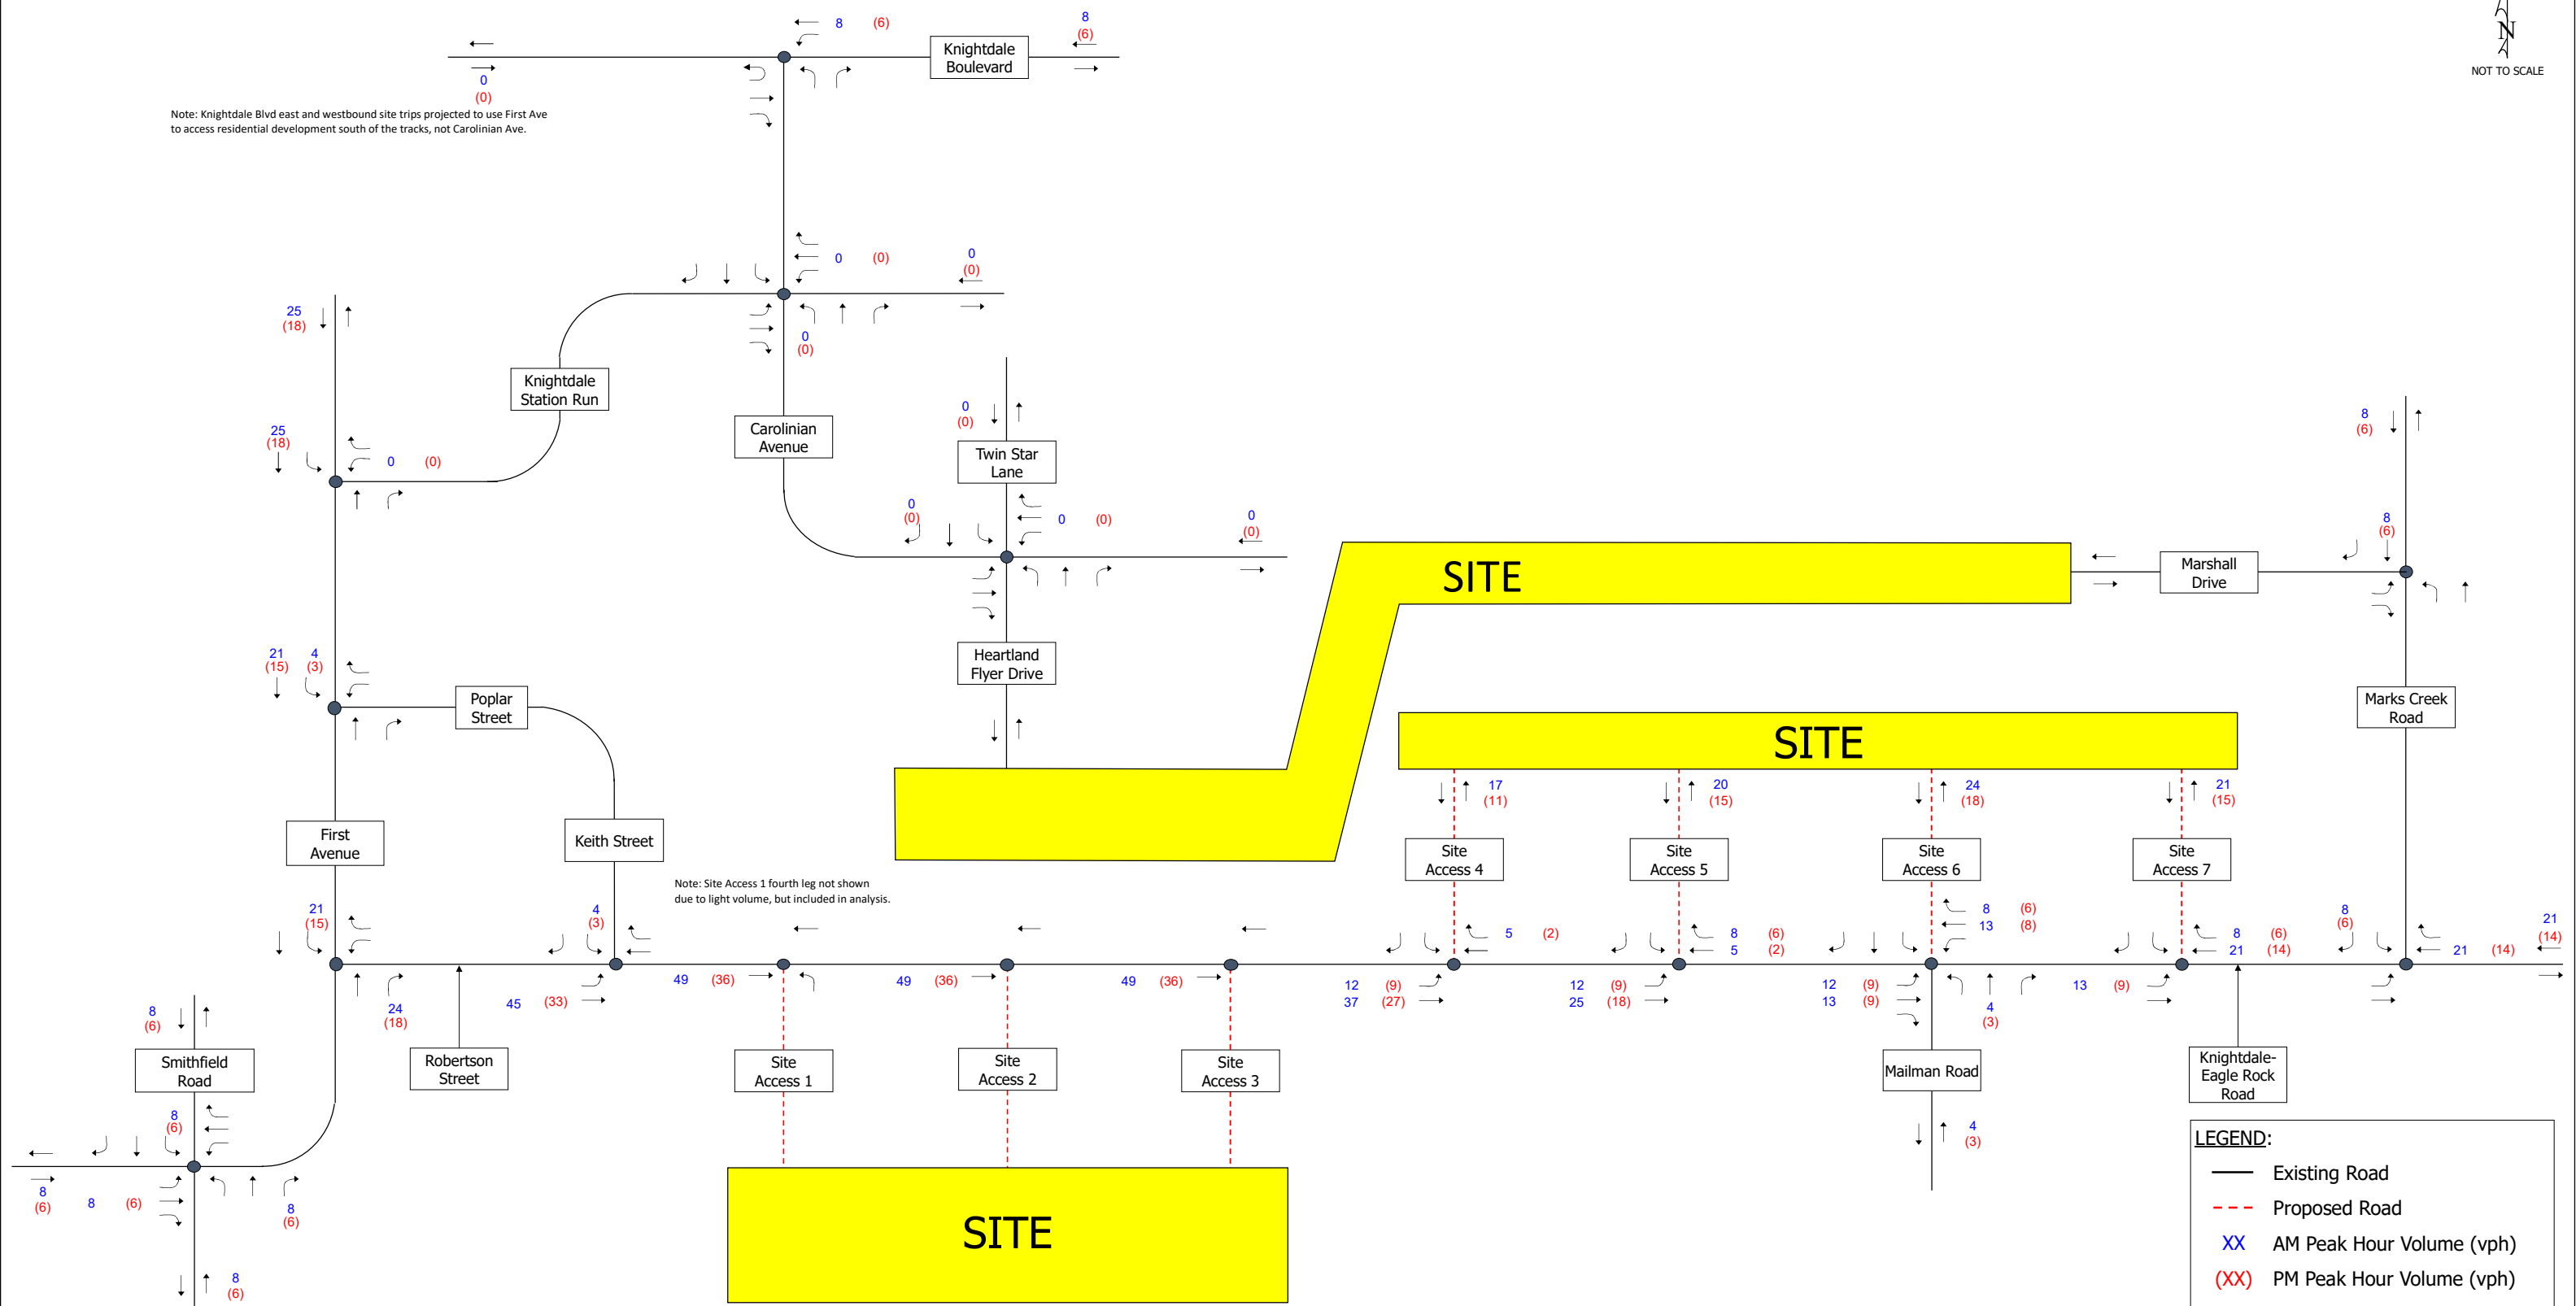 8 (6)
8
(6)
Knightdale
Boulevard
N
NOT TO SCALE
0
(0)
Note: Knightdale Blvd east and westbound site trips projected to use First Ave
to access residential development south of the tracks, not Carolinian Ave.
0 (0)
0
(0)
25
(18)
0
(0)
Knightdale
Station Run
Carolinian
Avenue
0
(0)
Twin Star
Lane
8
(6)
25
(18)
0 (0)
0
(0)
0 (0)
0
(0)
8
(6)
SITE
Marshall
Drive
21
(15)
4
(3)
Poplar
Street
Heartland
Flyer Drive
Marks Creek
Road
SITE
17
(11)
20
(15)
24
(18)
21
(15)
First
Avenue
Keith Street
Site
Access 4
Site
Access 5
Site
Access 6
Site
Access 7
Note: Site Access 1 fourth leg not shown
due to light volume, but included in analysis.
21
(15)
4
(3)
5 (2)
8 (6)
5 (2)
8 (6)
13 (8)
8 (6)
21 (14)
8
(6)
21 (14)
21
(14)
24
(18)
45 (33)
49 (36)
49 (36)
49 (36)
12 (9)
37 (27)
12 (9)
25 (18)
12 (9)
13 (9)
4
(3)
13 (9)
8
(6)
Smithfield
Road
Robertson
Street
Site
Access 1
Site
Access 2
Site
Access 3
Mailman Road
Knightdale-
Eagle Rock
Road
8
(6)
4
(3)
8
(6)
8 (6)
8
(6)
8
(6)
SITE
LEGEND:
Existing Road
Proposed Road
XX AM Peak Hour Volume (vph)
(XX) PM Peak Hour Volume (vph)